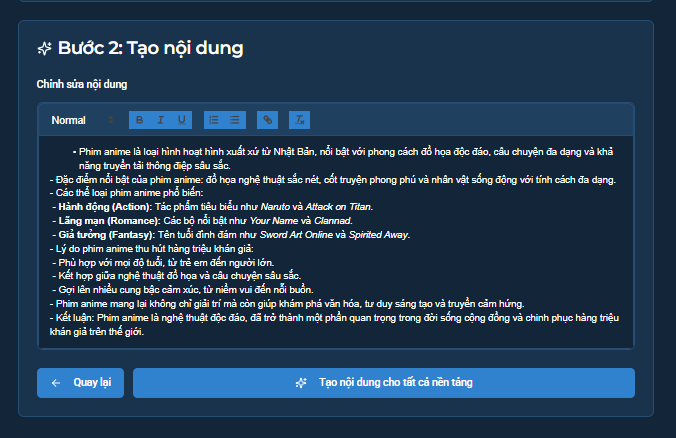 Bước 2: Tạo nội dung
Chỉnh sửa nội dung
Normal
B I U
• Phim anime là loại hình hoạt hình xuất xứ từ Nhật Bản, nổi bật với phong cách đồ họa độc đáo, câu chuyện đa dạng và khả
năng truyền tải thông điệp sâu sắc.
- Đặc điểm nổi bật của phim anime: đồ họa nghệ thuật sắc nét, cốt truyện phong phú và nhân vật sống động với tính cách đa dạng.
- Các thể loại phim anime phổ biến:
- Hành động (Action): Tác phẩm tiêu biểu như Naruto và Attack on Titan.
- Lãng mạn (Romance): Các bộ nổi bật như Your Name và Clannad.
- Giả tưởng (Fantasy): Tên tuổi đình đám như Sword Art Online và Spirited Away.
- Lý do phim anime thu hút hàng triệu khán giả:
- Phù hợp với mọi độ tuổi, từ trẻ em đến người lớn.
- Kết hợp giữa nghệ thuật đồ họa và câu chuyện sâu sắc.
- Gợi lên nhiều cung bậc cảm xúc, từ niềm vui đến nỗi buồn.
- Phim anime mang lại không chỉ giải trí mà còn giúp khám phá văn hóa, tư duy sáng tạo và truyền cảm hứng.
- Kết luận: Phim anime là nghệ thuật độc đáo, đã trở thành một phần quan trọng trong đời sống cộng đồng và chinh phục hàng triệu
khán giả trên thế giới.
Quay lại
Tạo nội dung cho tất cả nền tảng